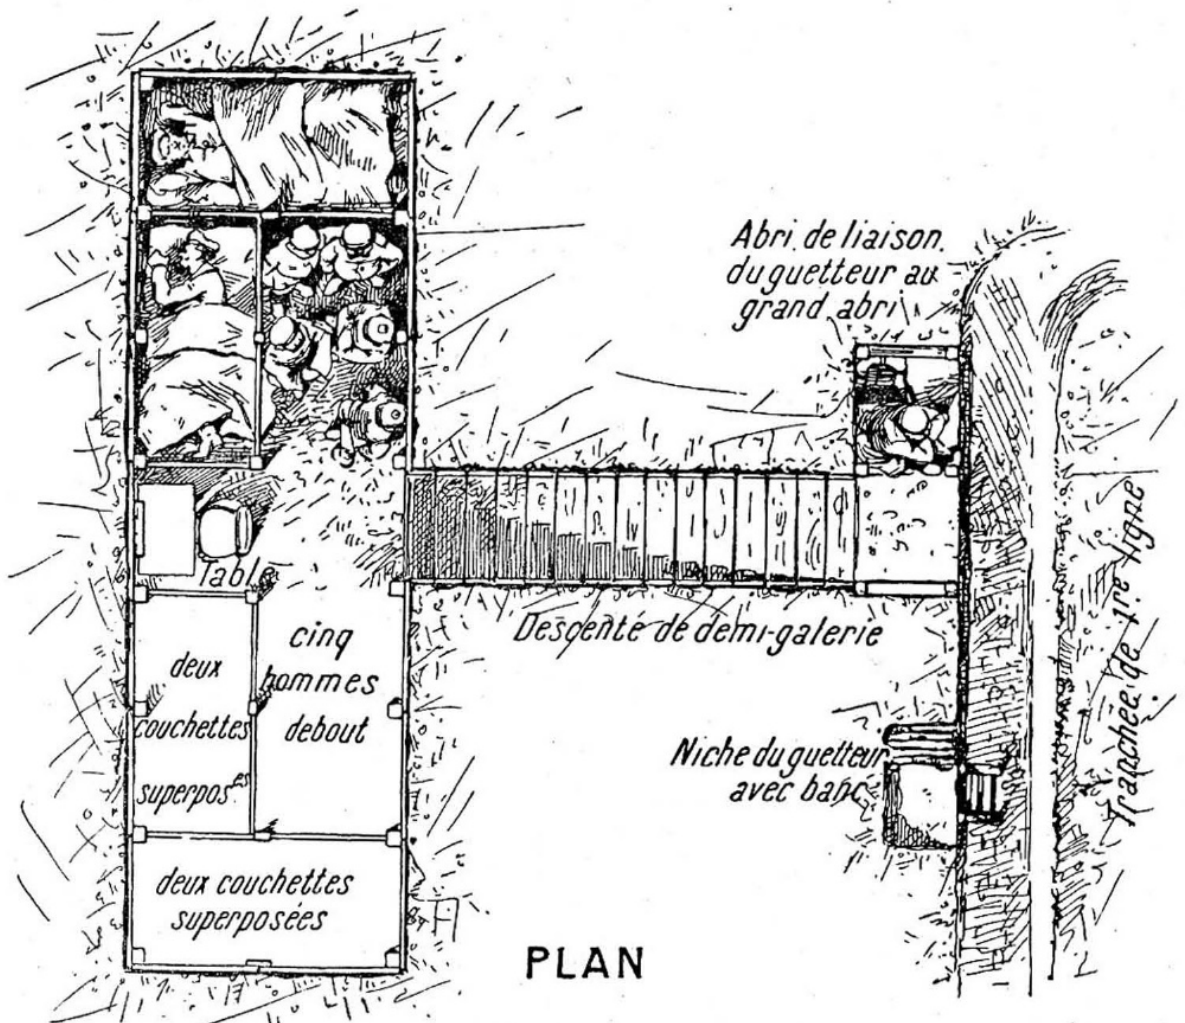 Abri de liaison
du guetteur au
grand abri
Table
Descente de demi-galerie
cinq
hommes
debout
deux
couchettes
superposes
Niche du guetteur
avec banc
Tranchée de 1re ligne
deux couchettes
superposées
PLAN